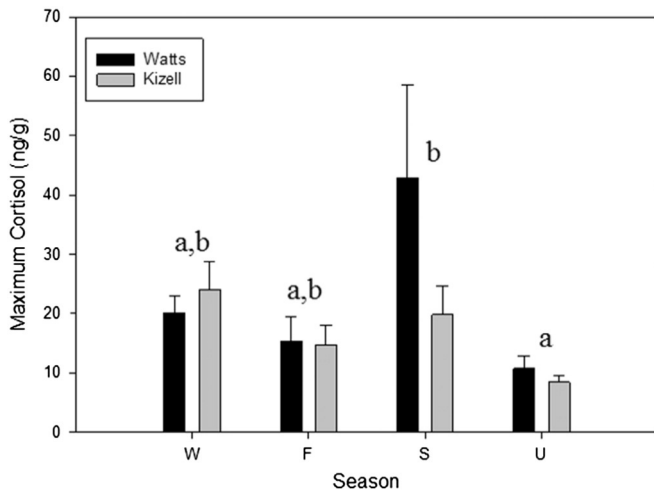 70
60
50
40
30
20
10
0
Maximum Cortisol (ng/g)
Watts
Kizell
a,b
a,b
b
a
W F S U
Season